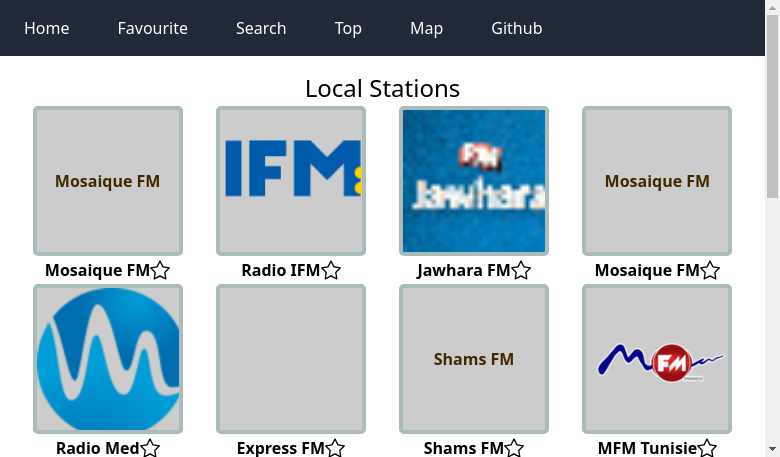 Home Favourite Search Top Map Github
Local Stations
Mosaique FM IFM: FM Mosaique FM
Jawhara
Mosaique FM Radio IFM Jawhara FM Mosaique FM
Shams FM FM
Radio Med Express FM Shams FM MFM Tunisie